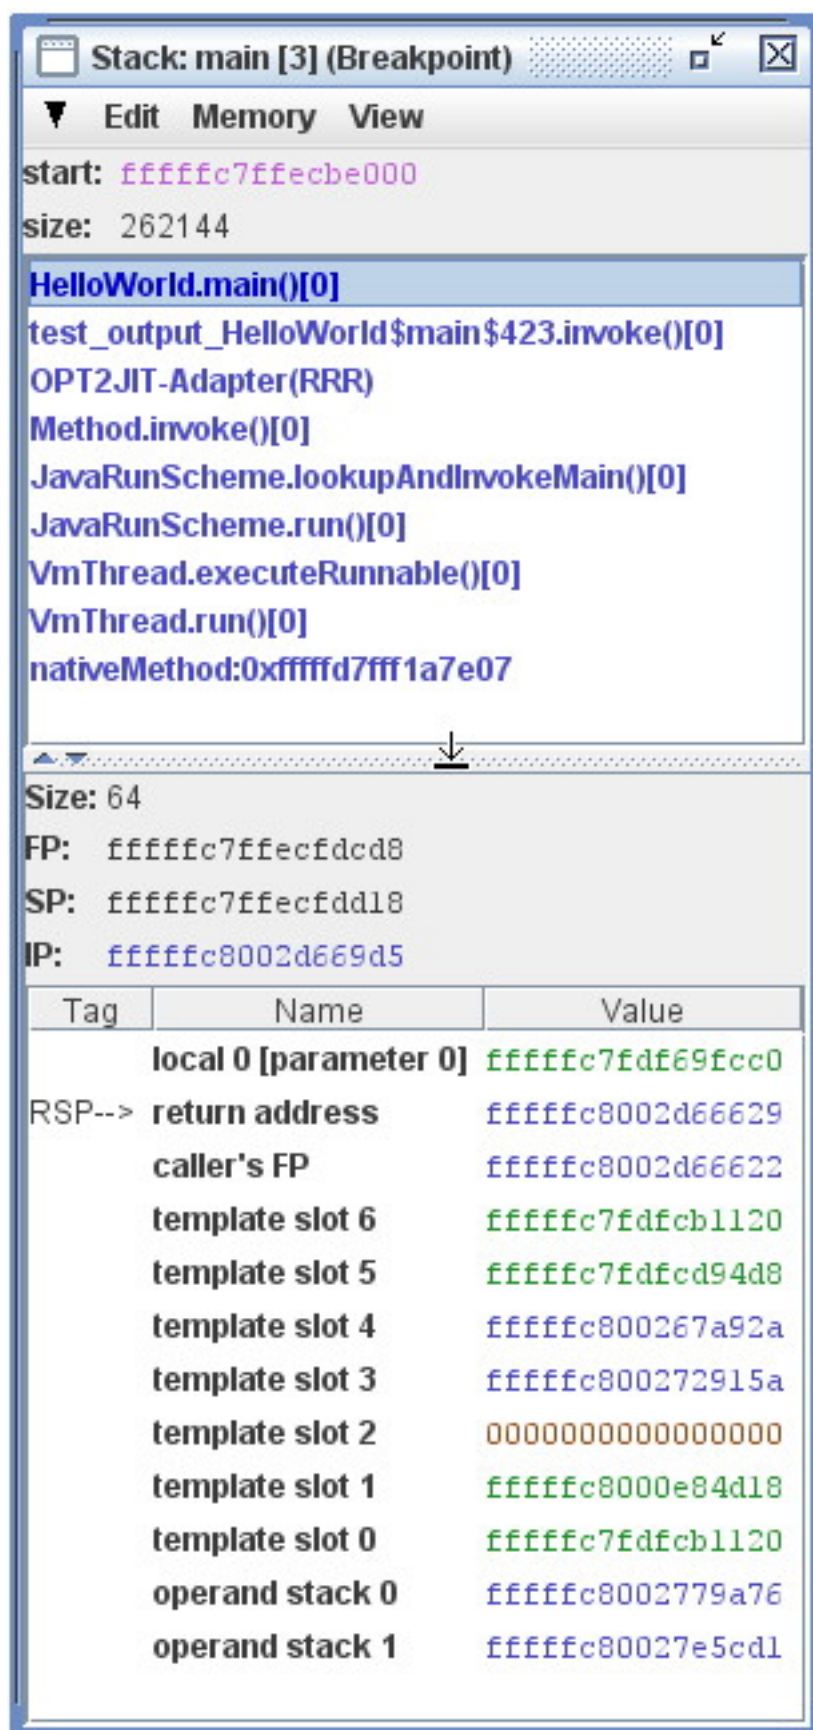 Stack: main [3] (Breakpoint)
Edit Memory View
start: fffffc7ffecbe000
size: 262144
HelloWorld.main()[0]
test_output_HelloWorld$main$423.invoke()[0]
OPT2JIT-Adapter(RRR)
Method.invoke()[0]
JavaRunScheme.lookupAndInvokeMain()[0]
JavaRunScheme.run()[0]
VmThread.executeRunnable()[0]
VmThread.run()[0]
nativeMethod:0xfffffd7fff1a7e07
Size: 64
FP: fffffc7ffecfdcd8
SP: fffffc7ffecfdd18
IP: fffffc8002d669d5
Tag Name Value
local 0 [parameter 0] fffffc7fdf69fcc0
RSP--> return address fffffc8002d66629
caller's FP fffffc8002d66622
template slot 6 fffffc7fdfcb1120
template slot 5 fffffc7fdfcd94d8
template slot 4 fffffc800267a92a
template slot 3 fffffc800272915a
template slot 2 0000000000000000
template slot 1 fffffc8000e84d18
template slot 0 fffffc7fdfcb1120
operand stack 0 fffffc8002779a76
operand stack 1 fffffc80027e5cd1